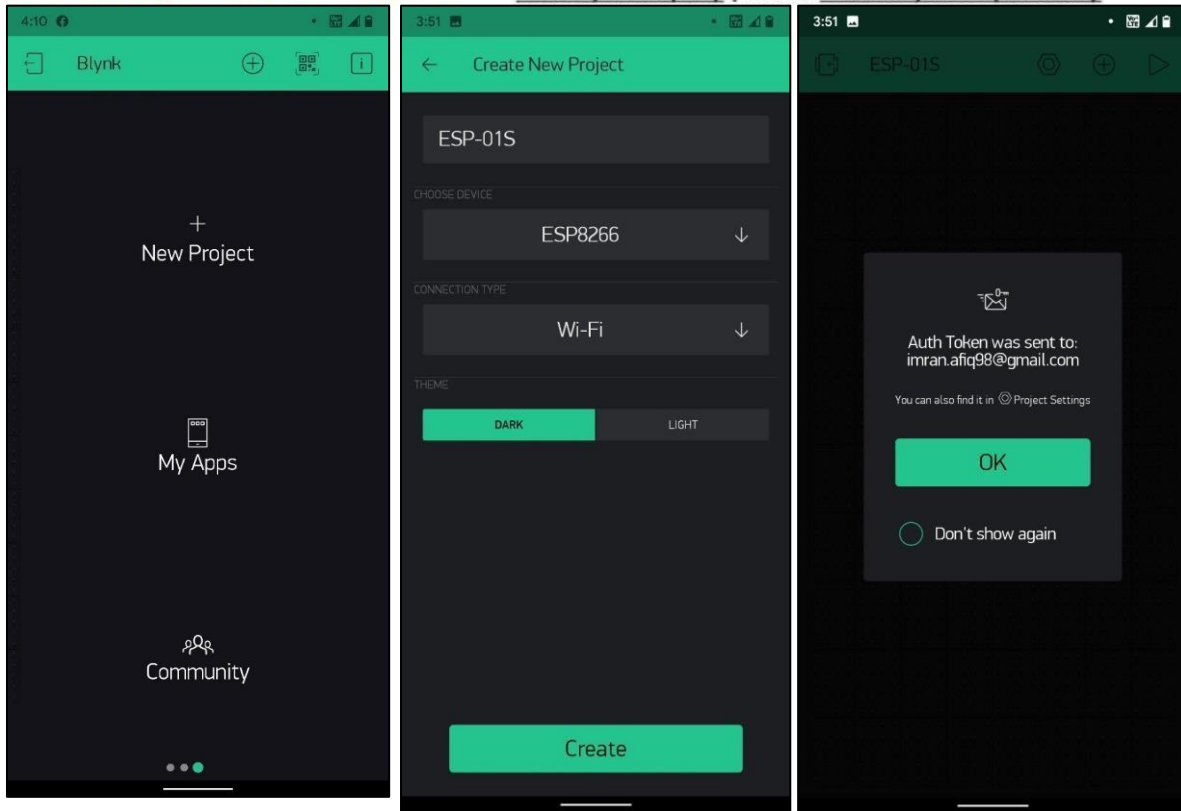 4:10
Blynk
+
New Project
My Apps
Community
3:51
Create New Project
ESP-01S
CHOOSE DEVICE
ESP8266
CONNECTION TYPE
Wi-Fi
THEME
DARK LIGHT
Create
3:51
ESP-01S
Auth Token was sent to:
imran.afiq98@gmail.com
You can also find it in Project Settings
OK
Don't show again